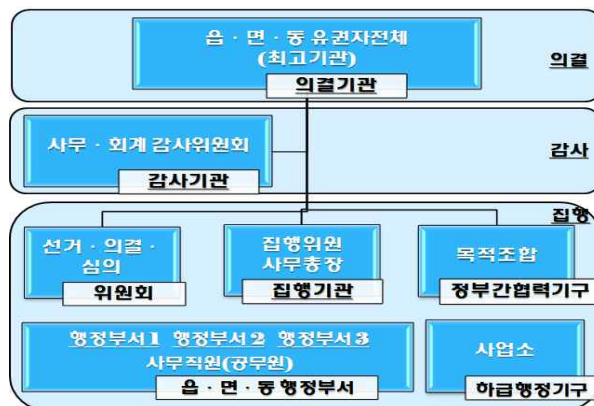 읍 · 면 · 동 유권자전체
(최고기관)
의결기관
의결
사무 · 회계 감사위원회
감사기관
감사
집행
선거 · 의결 ·
심의
위원회
집행위원
사무총장
집행기관
목적조합
정부간협력기구
행정부서1 행정부서2 행정부서3
사무직원(공무원)
읍 · 면 · 동 행정부서
사업소
하급행정기구